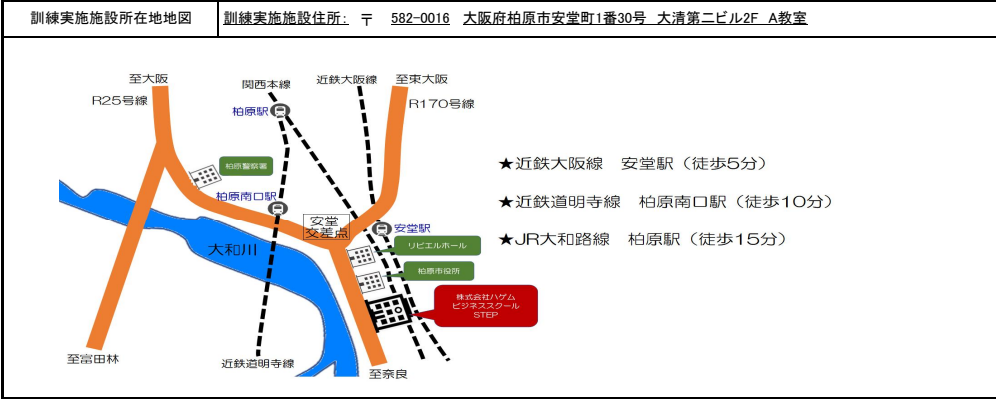 訓練実施施設所在地地図
訓練実施施設住所: 〒 582-0016 大阪府柏原市安堂町1番30号 大清第二ビル2F A教室
至大阪
関西本線
近鉄大阪線
至東大阪
R25号線
柏原駅
R170号線
柏原警察署
★近鉄大阪線 安堂駅（徒歩5分）
柏原南口駅
★近鉄道明寺線 柏原南口駅（徒歩10分）
安堂
交差点
安堂駅
大和川
リビエルホール
★JR大和路線 柏原駅（徒歩15分）
柏原市役所
株式会社ハゲム
ビジネススクール
STEP
至富田林
近鉄道明寺線
至奈良